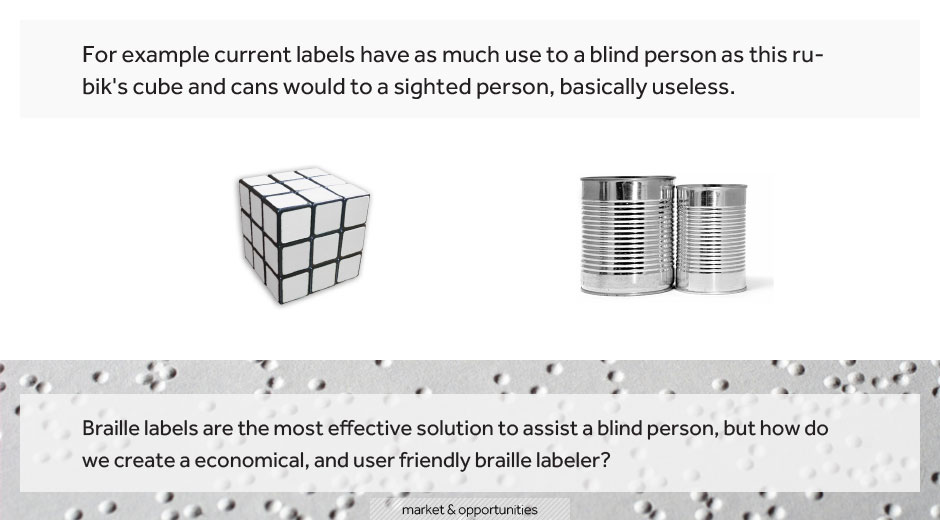 For example current labels have as much use to a blind person as this ru-
bik's cube and cans would to a sighted person, basically useless.
Braille labels are the most effective solution to assist a blind person, but how do
we create a economical, and user friendly braille labeler?
market & opportunities